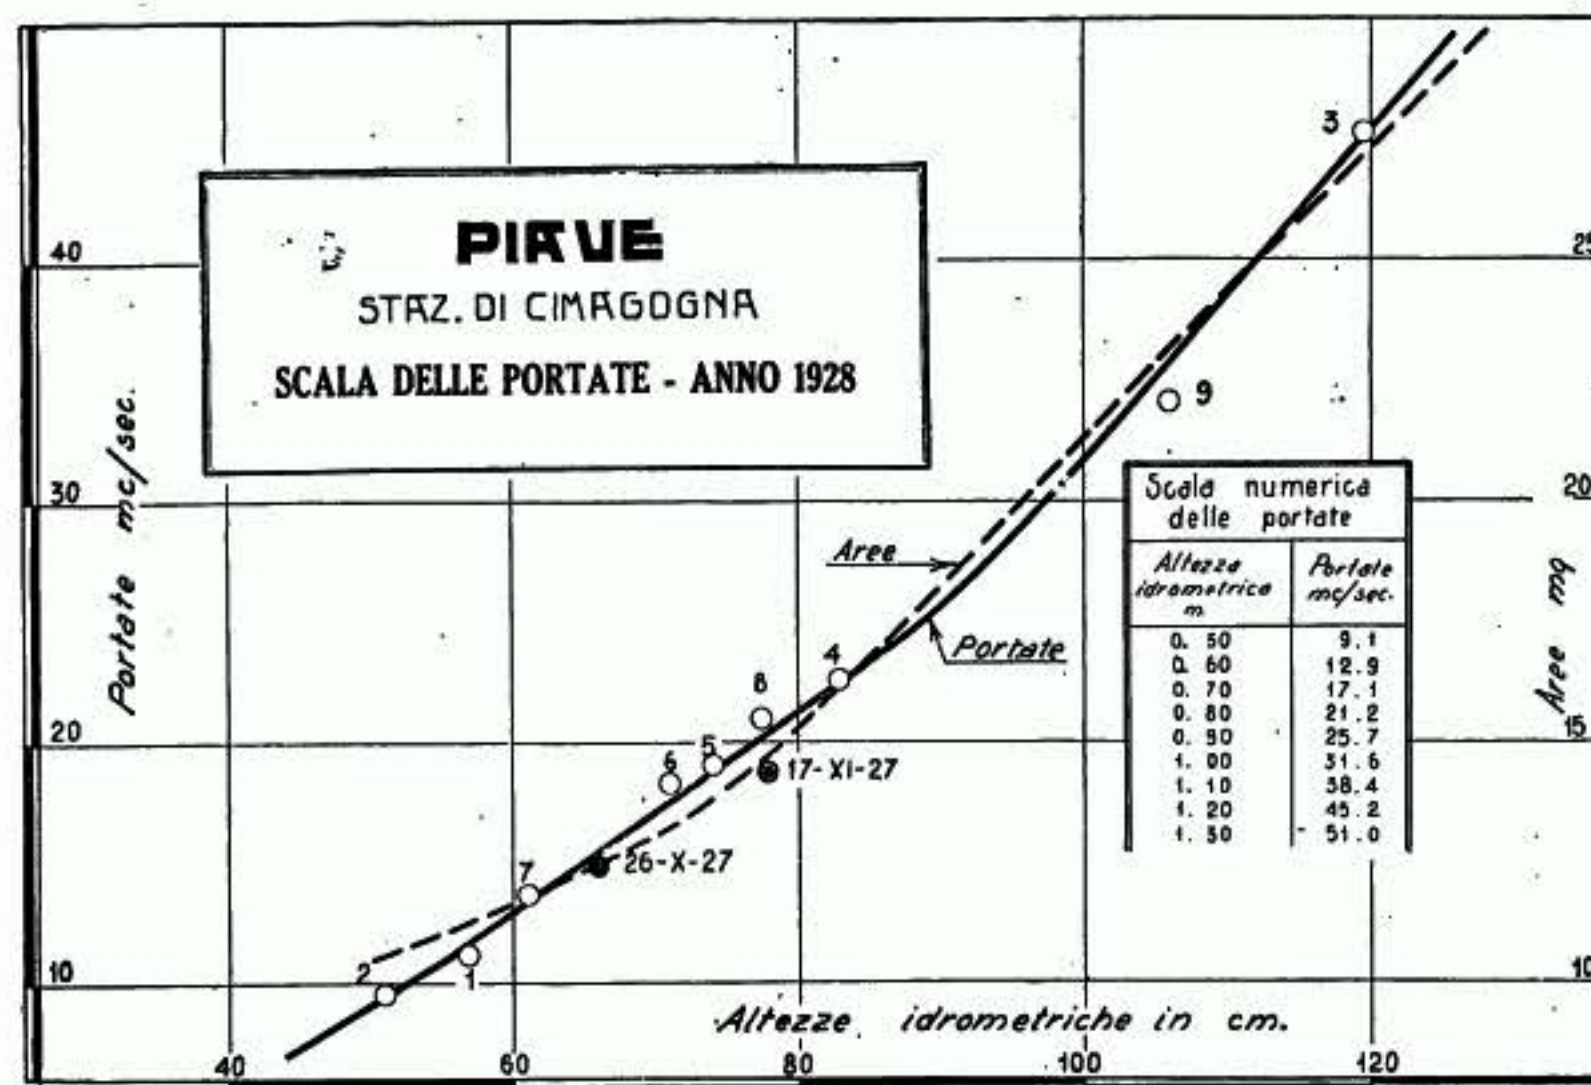 PIAVE
STAZ. DI CIMAGOGNA
SCALA DELLE PORTATE - ANNO 1928
Portate mc/sec.
40
30
20
10
40
60
80
100
120
Altezze idrometriche in cm.
Aree mq
20
15
10
Aree
Portate
2
1
7
6
5
8
4
9
3
26-X-27
17-XI-27
Scala numerica
delle portate
Altezza
idrometrica
m
Portate
mc/sec.
0.50 9.1
0.60 12.9
0.70 17.1
0.80 21.2
0.90 25.7
1.00 31.6
1.10 38.4
1.20 45.2
1.30 51.0